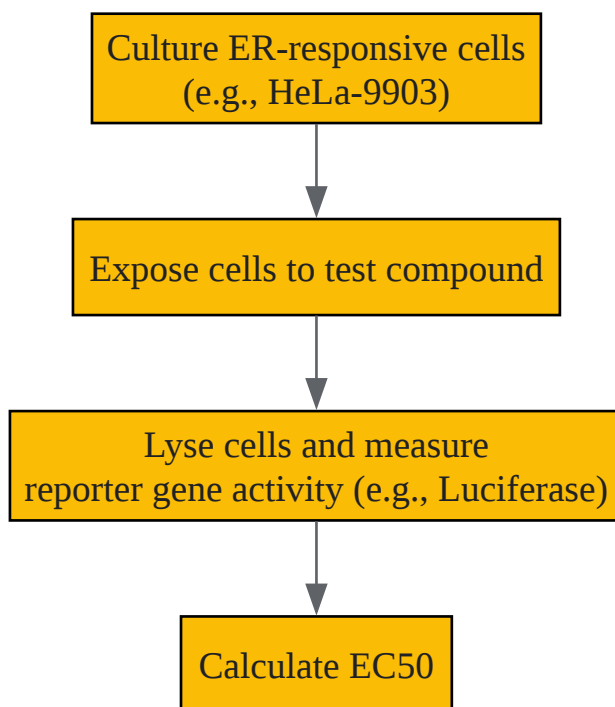 Culture ER-responsive cells
(e.g., HeLa-9903)
Expose cells to test compound
Lyse cells and measure
reporter gene activity (e.g., Luciferase)
Calculate EC50